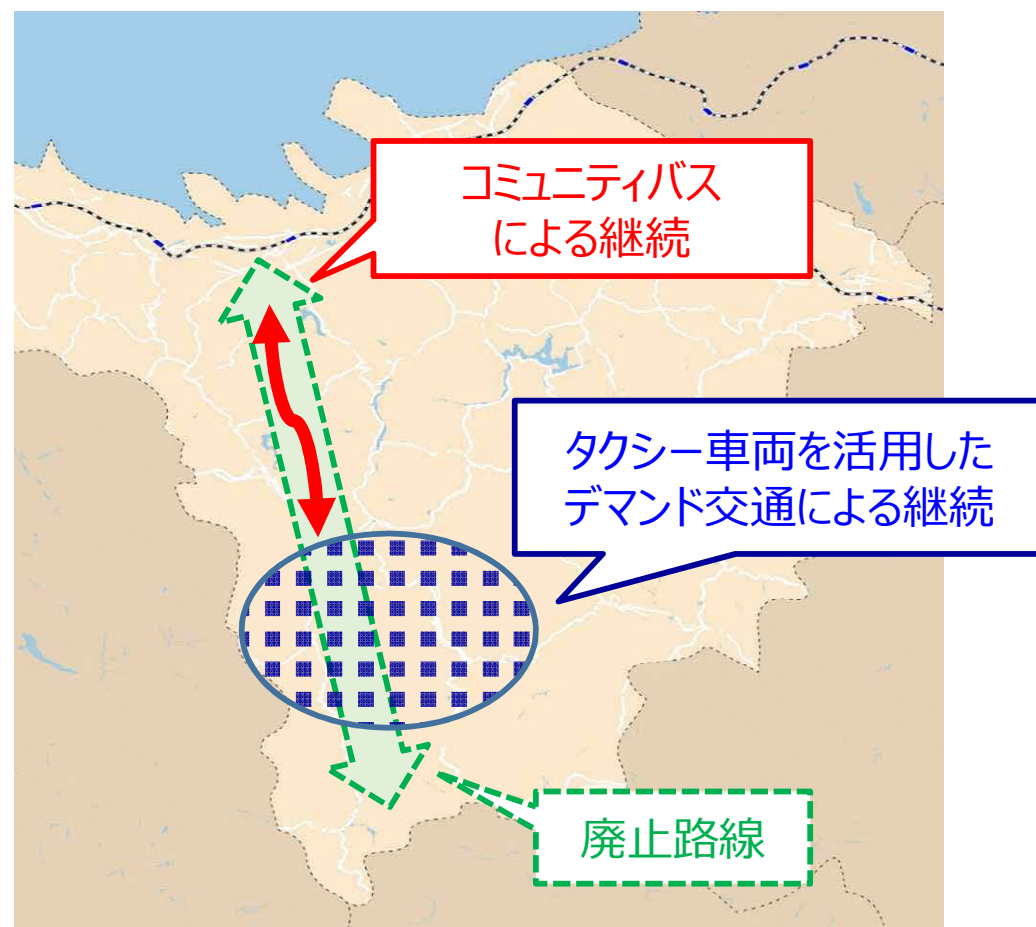 コミュニティバス
による継続
タクシー車両を活用した
デマンド交通による継続
廃止路線